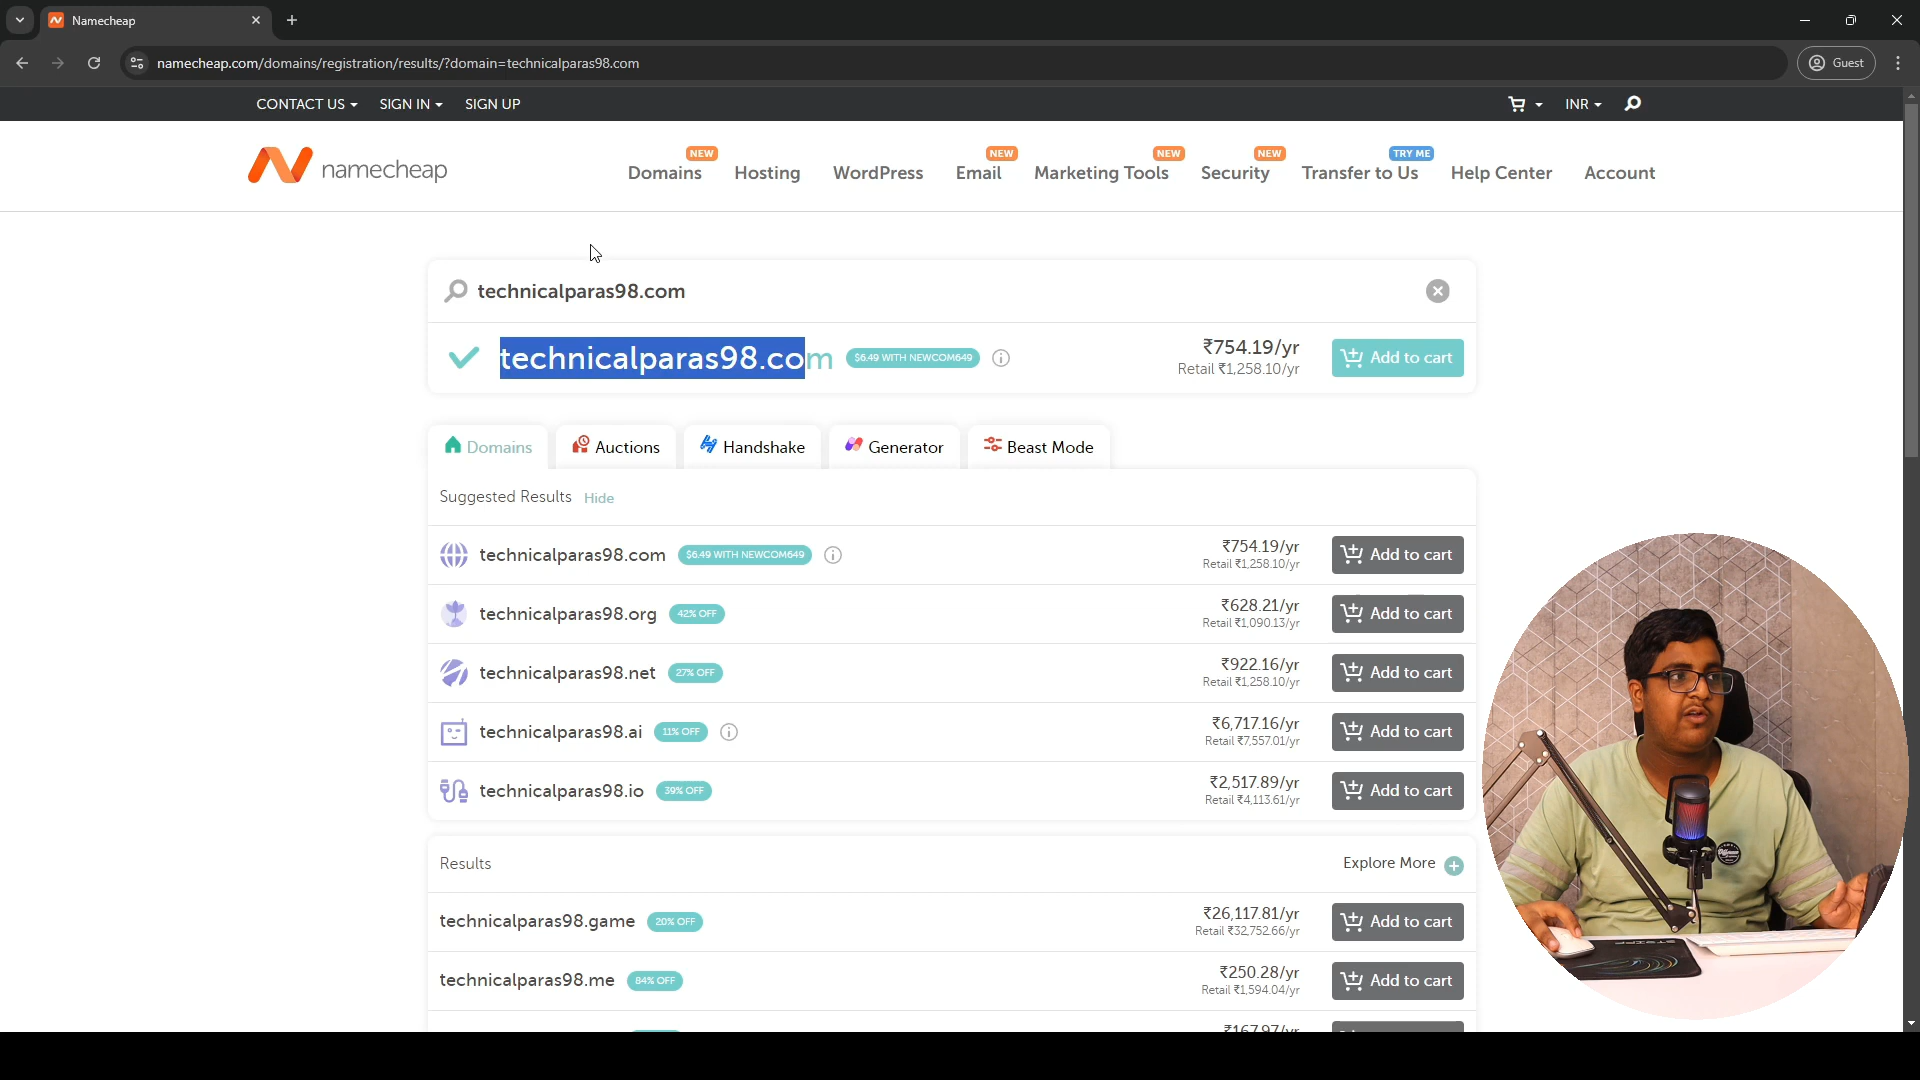 Namecheap
namecheap.com/domains/registration/results/?domain=technicalparas98.com
Guest
CONTACT US
SIGN IN
SIGN UP
INR
namecheap
Domains NEW
Hosting
WordPress
Email NEW
Marketing Tools NEW
Security NEW
Transfer to Us TRY ME
Help Center
Account
technicalparas98.com
technicalparas98.com $6.49 WITH NEWCOM649
₹754.19/yr
Retail ₹1,258.10/yr
Add to cart
Domains
Auctions
Handshake
Generator
Beast Mode
Suggested Results Hide
technicalparas98.com $6.49 WITH NEWCOM649
₹754.19/yr
Retail ₹1,258.10/yr
Add to cart
technicalparas98.org 42% OFF
₹628.21/yr
Retail ₹1,090.13/yr
Add to cart
technicalparas98.net 27% OFF
₹922.16/yr
Retail ₹1,258.10/yr
Add to cart
technicalparas98.ai 11% OFF
₹6,717.16/yr
Retail ₹7,557.01/yr
Add to cart
technicalparas98.io 39% OFF
₹2,517.89/yr
Retail ₹4,113.61/yr
Add to cart
Results
Explore More
technicalparas98.game 20% OFF
₹26,117.81/yr
Retail ₹32,752.66/yr
Add to cart
technicalparas98.me 84% OFF
₹250.28/yr
Retail ₹1,594.04/yr
Add to cart
₹167.97/yr